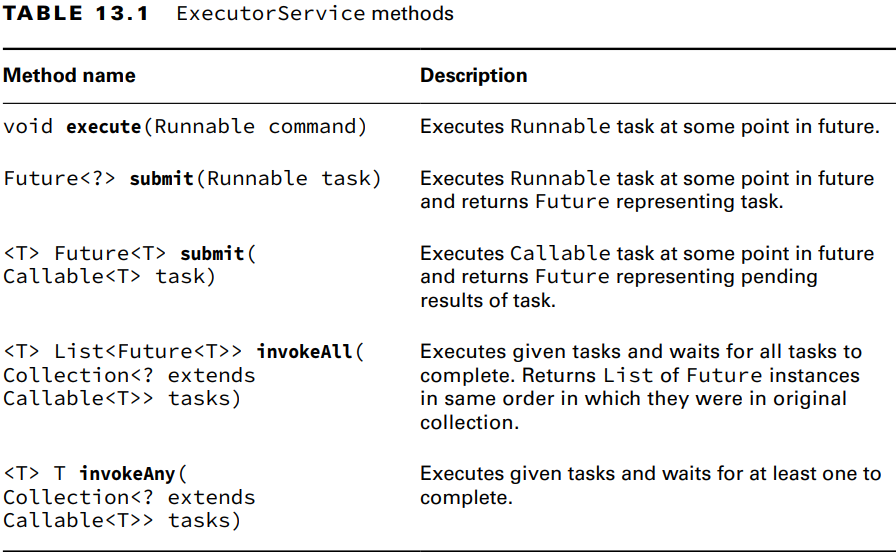 TABLE 13.1 ExecutorService methods
Method name Description
void execute(Runnable command) Executes Runnable task at some point in future.
Future<?> submit(Runnable task) Executes Runnable task at some point in future
and returns Future representing task.
<T> Future<T> submit( Executes Callable task at some point in future
Callable<T> task) and returns Future representing pending
results of task.
<T> List<Future<T>> invokeAll( Executes given tasks and waits for all tasks to
Collection<? extends complete. Returns List of Future instances
Callable<T>> tasks) in same order in which they were in original
collection.
<T> T invokeAny( Executes given tasks and waits for at least one to
Collection<? extends complete.
Callable<T>> tasks)